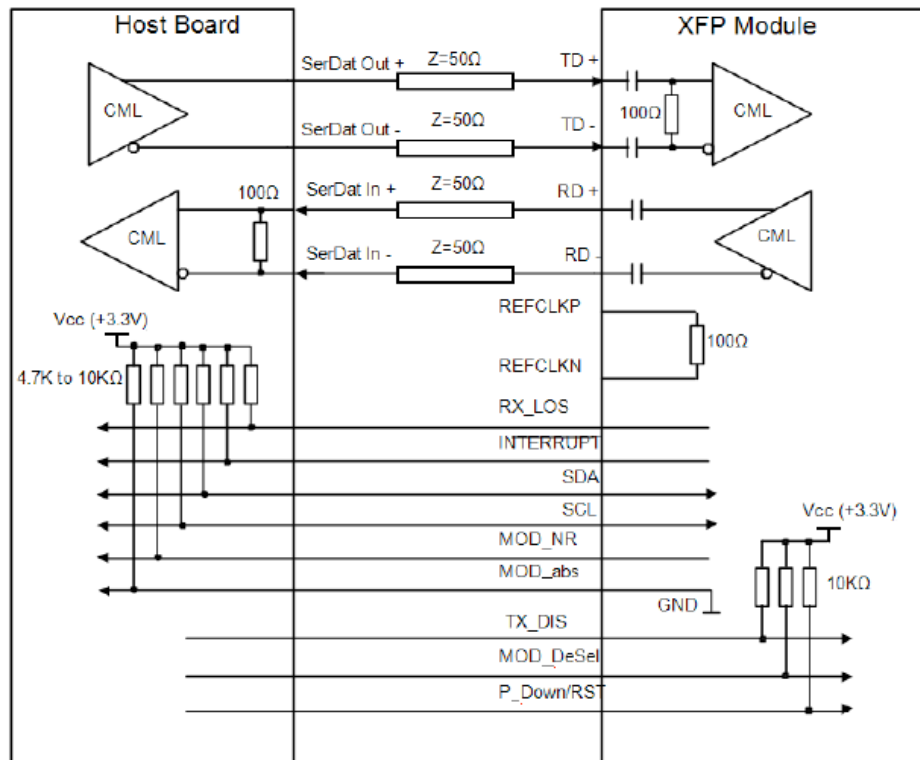 Host Board
XFP Module
SerDat Out +
Z=50Ω
TD +
CML
100Ω
CML
SerDat Out -
Z=50Ω
TD -
100Ω
SerDat In +
Z=50Ω
RD +
CML
CML
SerDat In -
Z=50Ω
RD -
REFCLKP
Vcc (+3.3V)
100Ω
4.7K to 10KΩ
REFCLKN
RX_LOS
INTERRUPT
SDA
SCL
Vcc (+3.3V)
MOD_NR
MOD_abs
10KΩ
GND
TX_DIS
MOD_DeSel
P_Down/RST